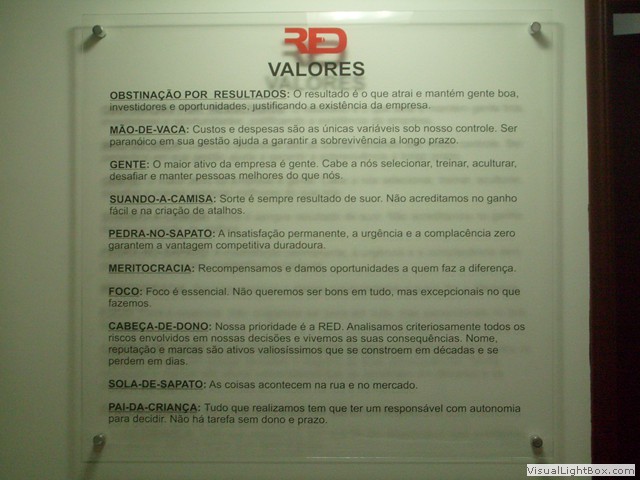 RED
VALORES
OBSTINAÇÃO POR RESULTADOS: O resultado é o que atrai e mantém gente boa,
investidores e oportunidades, justificando a existência da empresa.
MÃO-DE-VACA: Custos e despesas são as únicas variáveis sob nosso controle. Ser
paranóico em sua gestão ajuda a garantir a sobrevivência a longo prazo.
GENTE: O maior ativo da empresa é gente. Cabe a nós selecionar, treinar, aculturar,
desafiar e manter pessoas melhores do que nós.
SUANDO-A-CAMISA: Sorte é sempre resultado de suor. Não acreditamos no ganho
fácil e na criação de atalhos.
PEDRA-NO-SAPATO: A insatisfação permanente, a urgência e a complacência zero
garantem a vantagem competitiva duradoura.
MERITOCRACIA: Recompensamos e damos oportunidades a quem faz a diferença.
FOCO: Foco é essencial. Não queremos ser bons em tudo, mas excepcionais no que
fazemos.
CABEÇA-DE-DONO: Nossa prioridade é a RED. Analisamos criteriosamente todos os
riscos envolvidos em nossas decisões e vivemos as suas consequências. Nome,
reputação e marcas são ativos valiosíssimos que se constroem em décadas e se
perdem em dias.
SOLA-DE-SAPATO: As coisas acontecem na rua e no mercado.
PAI-DA-CRIANÇA: Tudo que realizamos tem que ter um responsável com autonomia
para decidir. Não há tarefa sem dono e prazo.
VisualLightBox.com